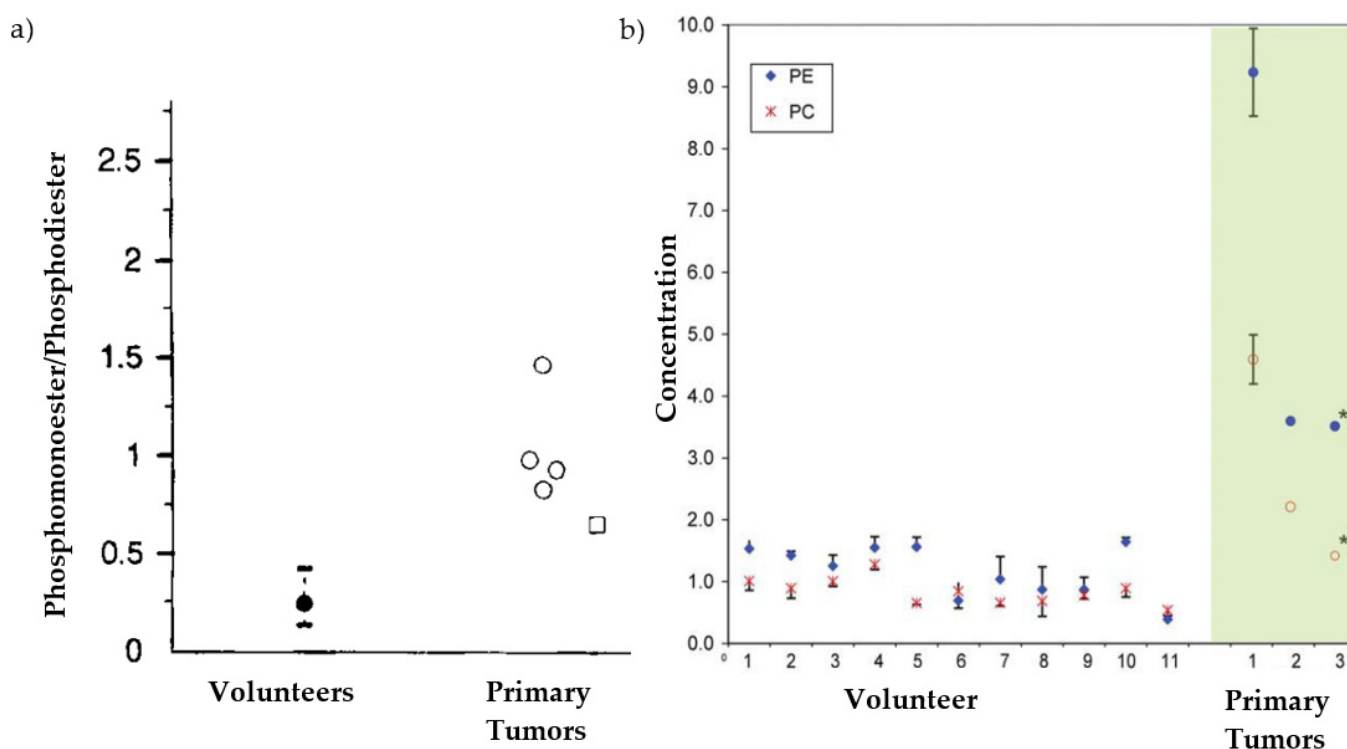 a)
Phosphomonoester/Phosphodiester
2.5
2
1.5
1
0.5
0
Volunteers
Primary
Tumors
b)
Concentration
10.0
9.0
8.0
7.0
6.0
5.0
4.0
3.0
2.0
1.0
0.0
PE
PC
*
*
0 1 2 3 4 5 6 7 8 9 10 11 1 2 3
Volunteer
Primary
Tumors